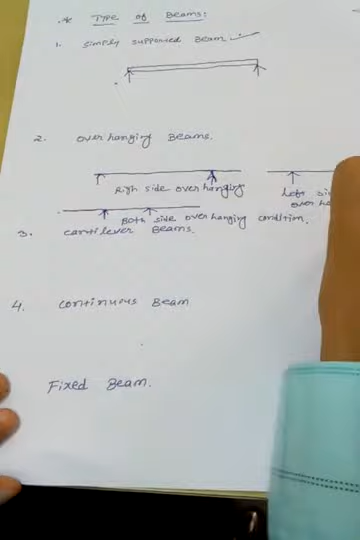 * Type of Beams:
1. Simply supported Beam
2. over hanging Beams.
Righ side over hanging
Left
over
Both side over hanging condition.
3. cantilever Beams.
4. continuous Beam
Fixed Beam.